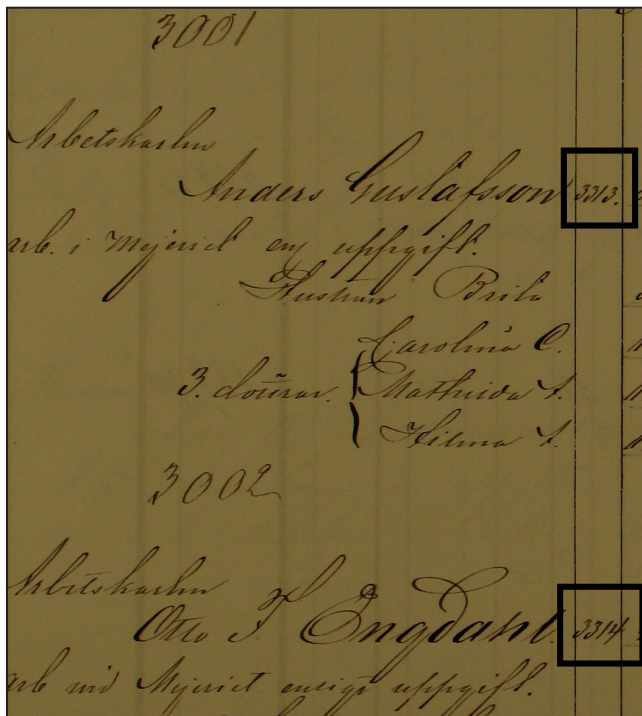 3001
Arbetskarlen
Anders Gustafsson 3313.
arb. i Mejeriet enl uppgift.
Hustrun Brita
Carolina C.
3. döttrar. Mathilda A.
Hilma A.
3002
Arbetskarlen
Otto F. Engdahl. 3314
arb vid Mejeriet enligt uppgift.